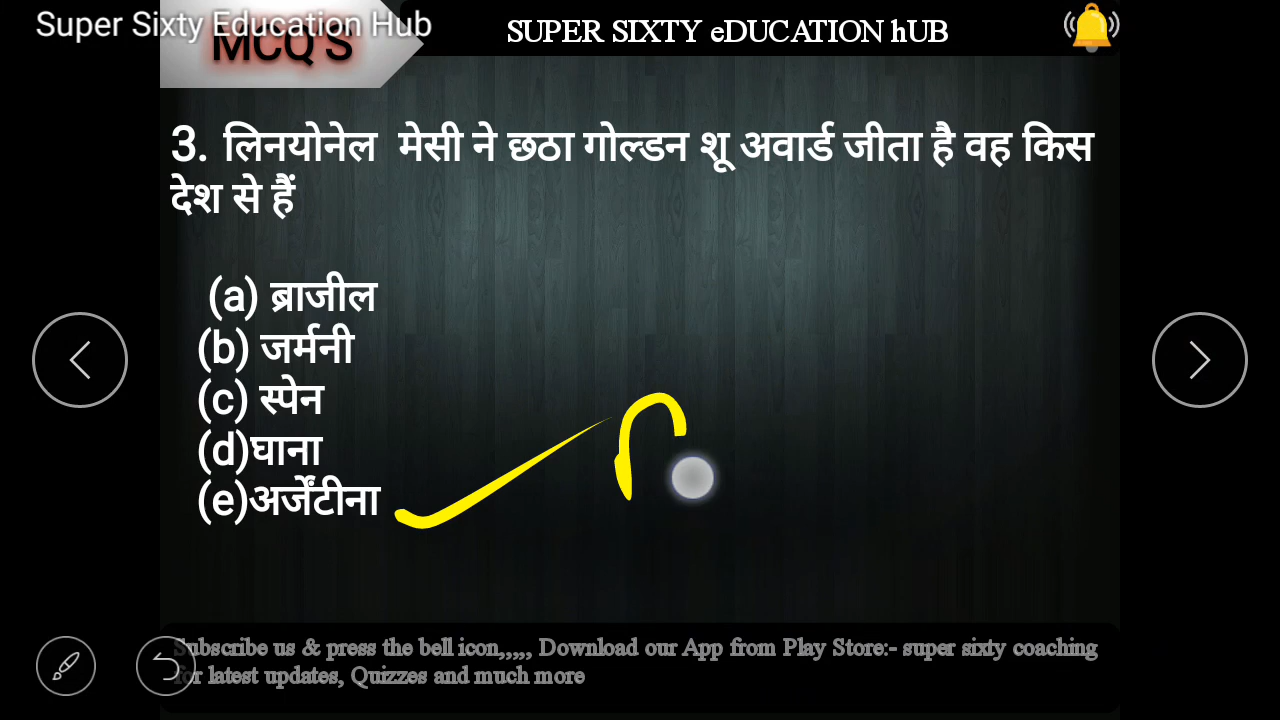 Super Sixty Education Hub
MCQ'S
SUPER SIXTY eDUCATION hUB
3. लिनयोनेल मेसी ने छठा गोल्डन शू अवार्ड जीता है वह किस
देश से हैं
(a) ब्राजील
(b) जर्मनी
(c) स्पेन
(d)घाना
(e)अर्जेंटीना
Subscribe us & press the bell icon,,,,, Download our App from Play Store:- super sixty coaching
for latest updates, Quizzes and much more